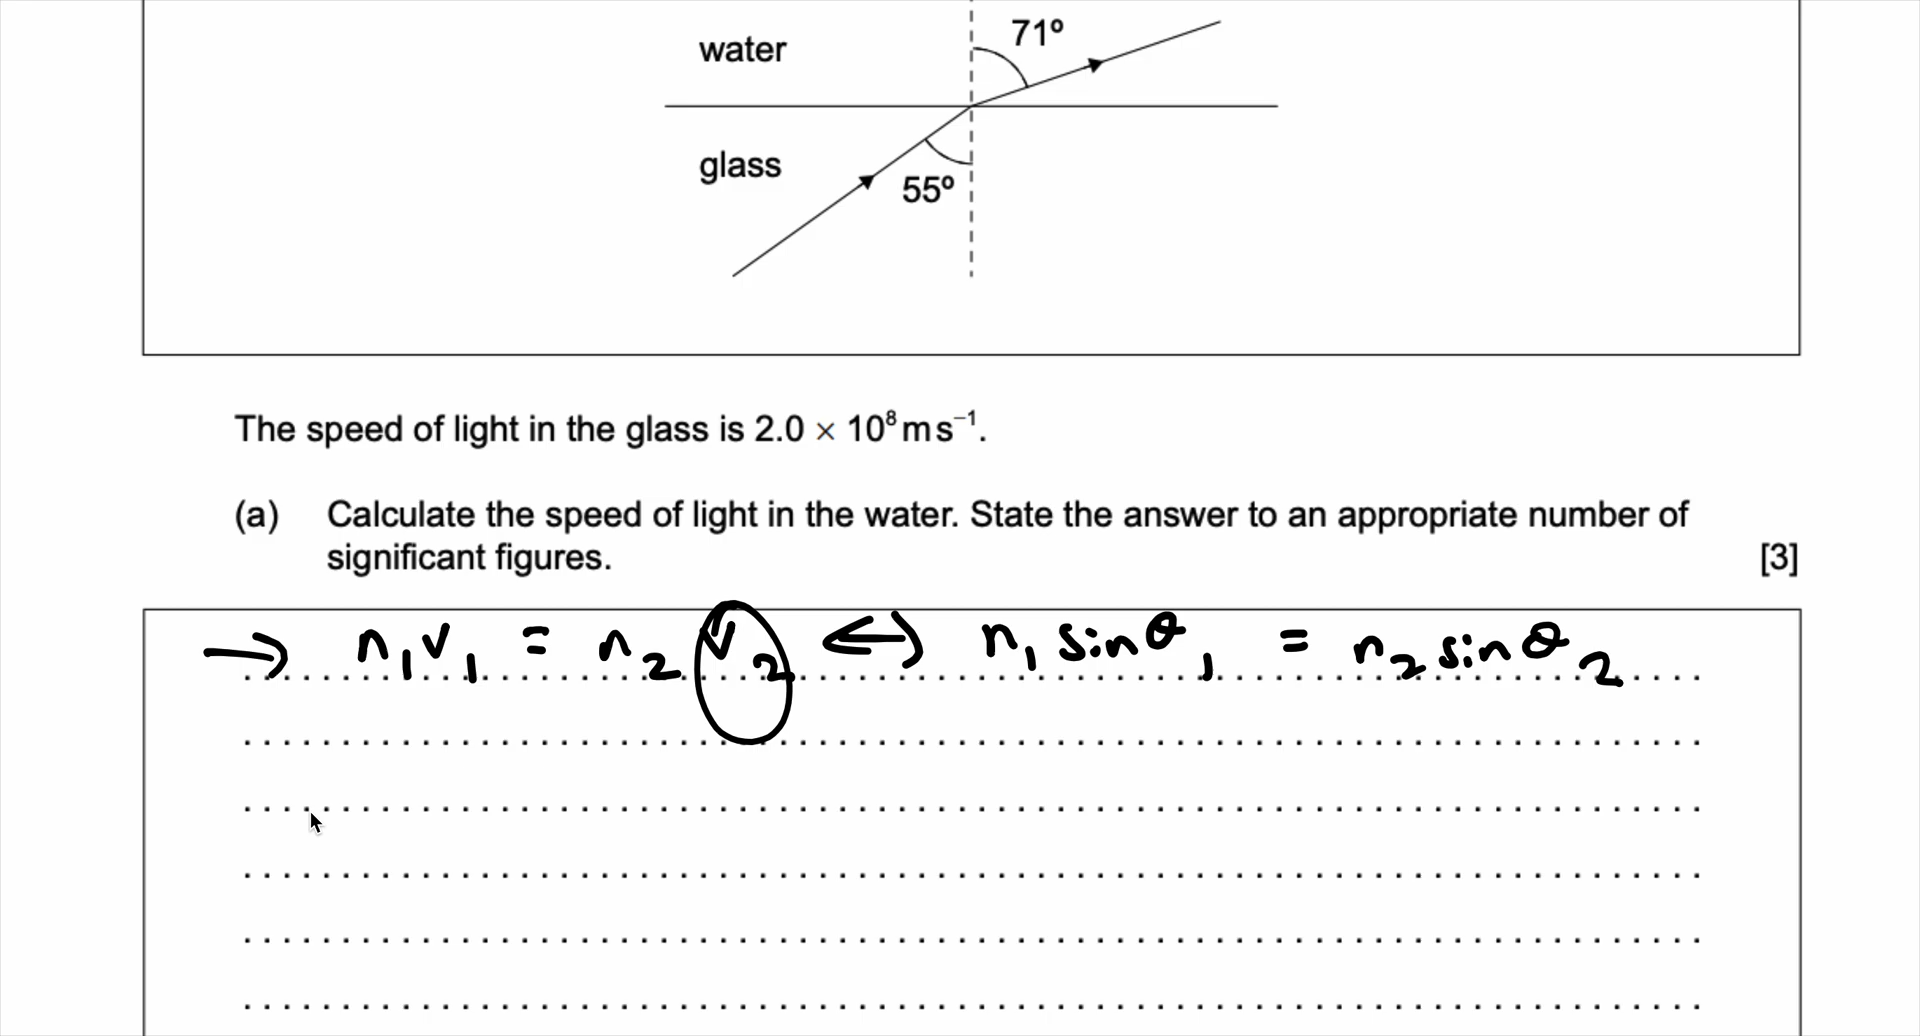 71º
water
glass
55º
The speed of light in the glass is 2.0 × 10⁸ m s⁻¹.
(a) Calculate the speed of light in the water. State the answer to an appropriate number of
significant figures. [3]
→ n₁v₁ = n₂v₂ ↔ n₁ sinθ₁ = n₂ sinθ₂